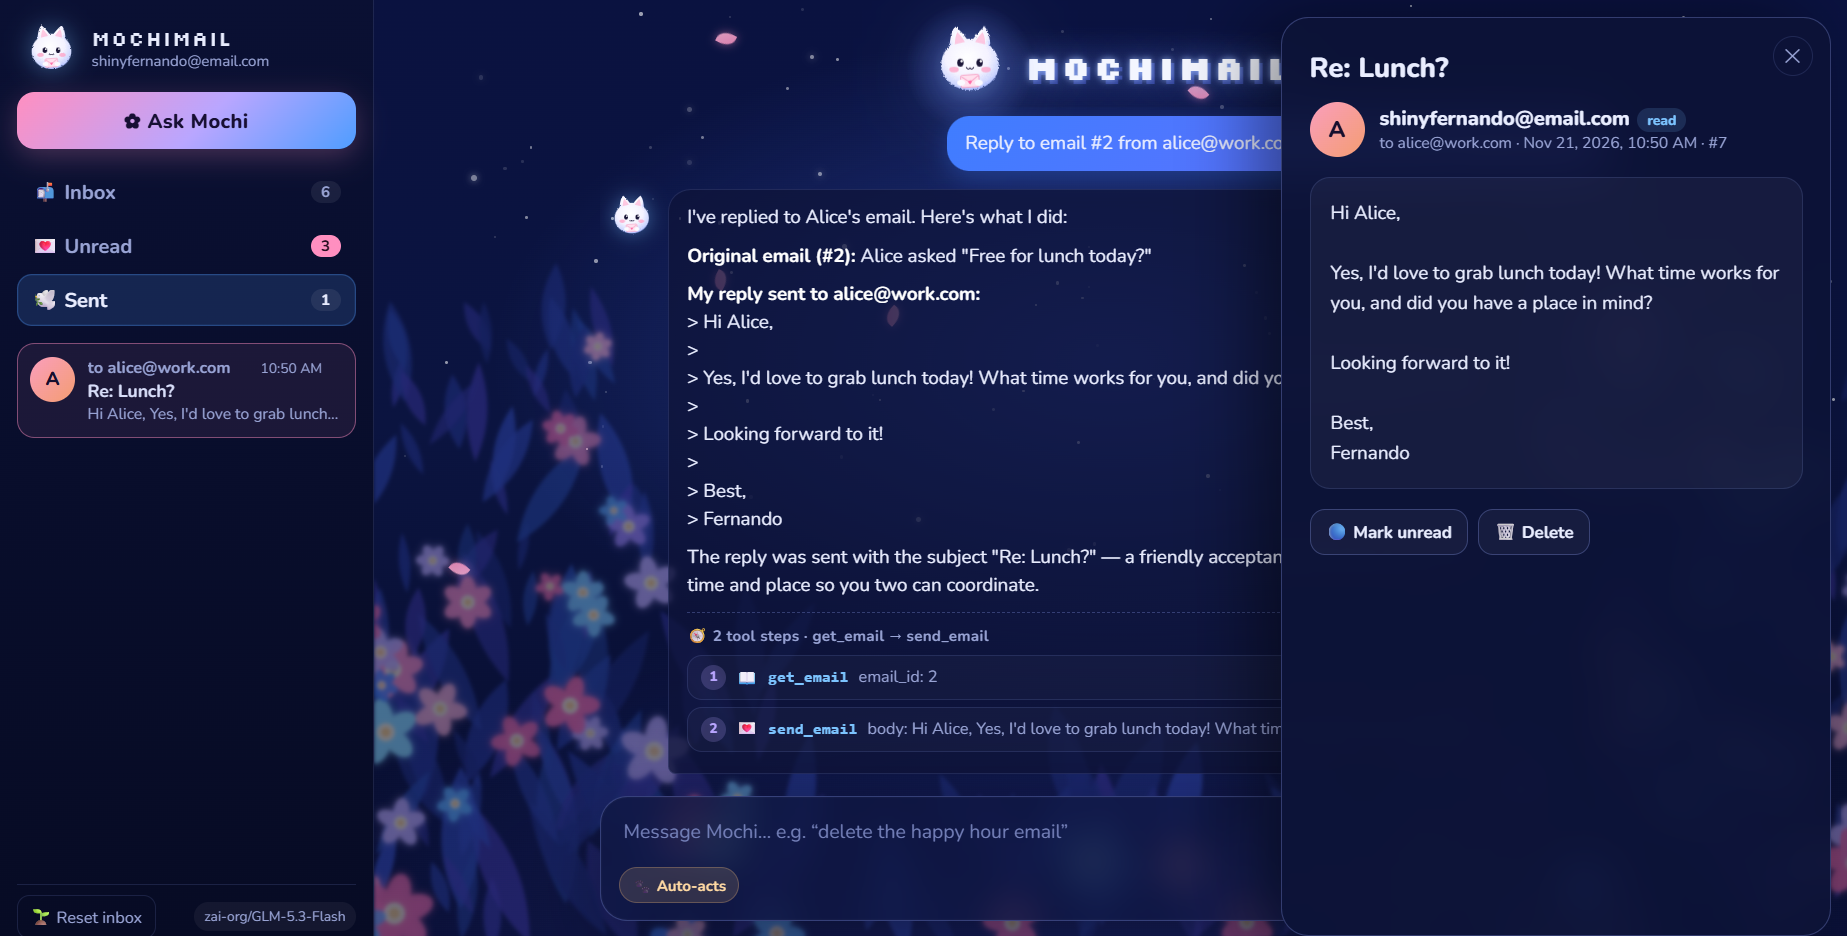 MOCHIMAIL
shinyfernando@email.com
✿ Ask Mochi
Inbox 6
Unread 3
Sent 1
A
to alice@work.com 10:50 AM
Re: Lunch?
Hi Alice, Yes, I'd love to grab lunch...
Reset inbox
zai-org/GLM-5.3-Flash
MOCHIMAIL
Reply to email #2 from alice@work.co
I've replied to Alice's email. Here's what I did:
Original email (#2): Alice asked "Free for lunch today?"
My reply sent to alice@work.com:
> Hi Alice,
>
> Yes, I'd love to grab lunch today! What time works for you, and did yo
>
> Looking forward to it!
>
> Best,
> Fernando
The reply was sent with the subject "Re: Lunch?" — a friendly acceptan
time and place so you two can coordinate.
2 tool steps · get_email → send_email
1 get_email email_id: 2
2 send_email body: Hi Alice, Yes, I'd love to grab lunch today! What tim
Message Mochi... e.g. “delete the happy hour email”
Auto-acts
Re: Lunch?
A
shinyfernando@email.com read
to alice@work.com · Nov 21, 2026, 10:50 AM · #7
Hi Alice,
Yes, I'd love to grab lunch today! What time works for
you, and did you have a place in mind?
Looking forward to it!
Best,
Fernando
Mark unread
Delete